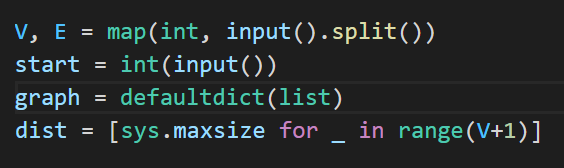 V, E = map(int, input().split())
start = int(input())
graph = defaultdict(list)
dist = [sys.maxsize for _ in range(V+1)]